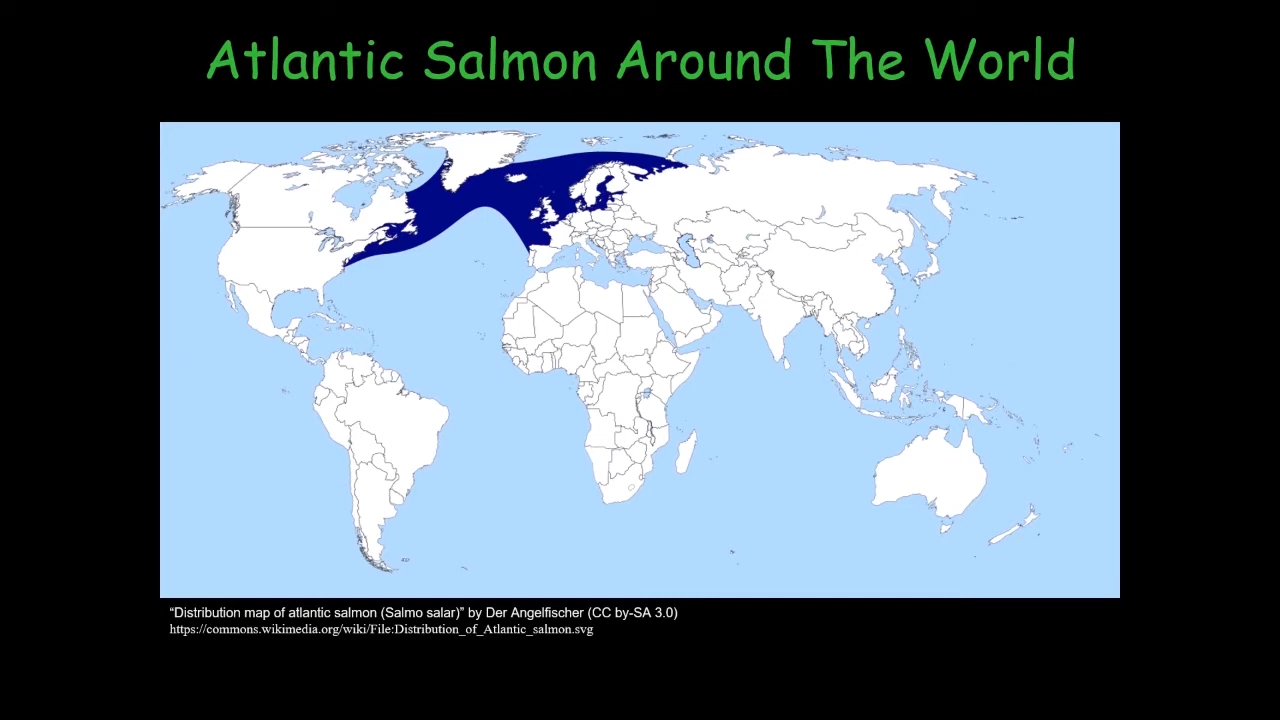 Atlantic Salmon Around The World
“Distribution map of atlantic salmon (Salmo salar)” by Der Angelfischer (CC by-SA 3.0)
https://commons.wikimedia.org/wiki/File:Distribution_of_Atlantic_salmon.svg